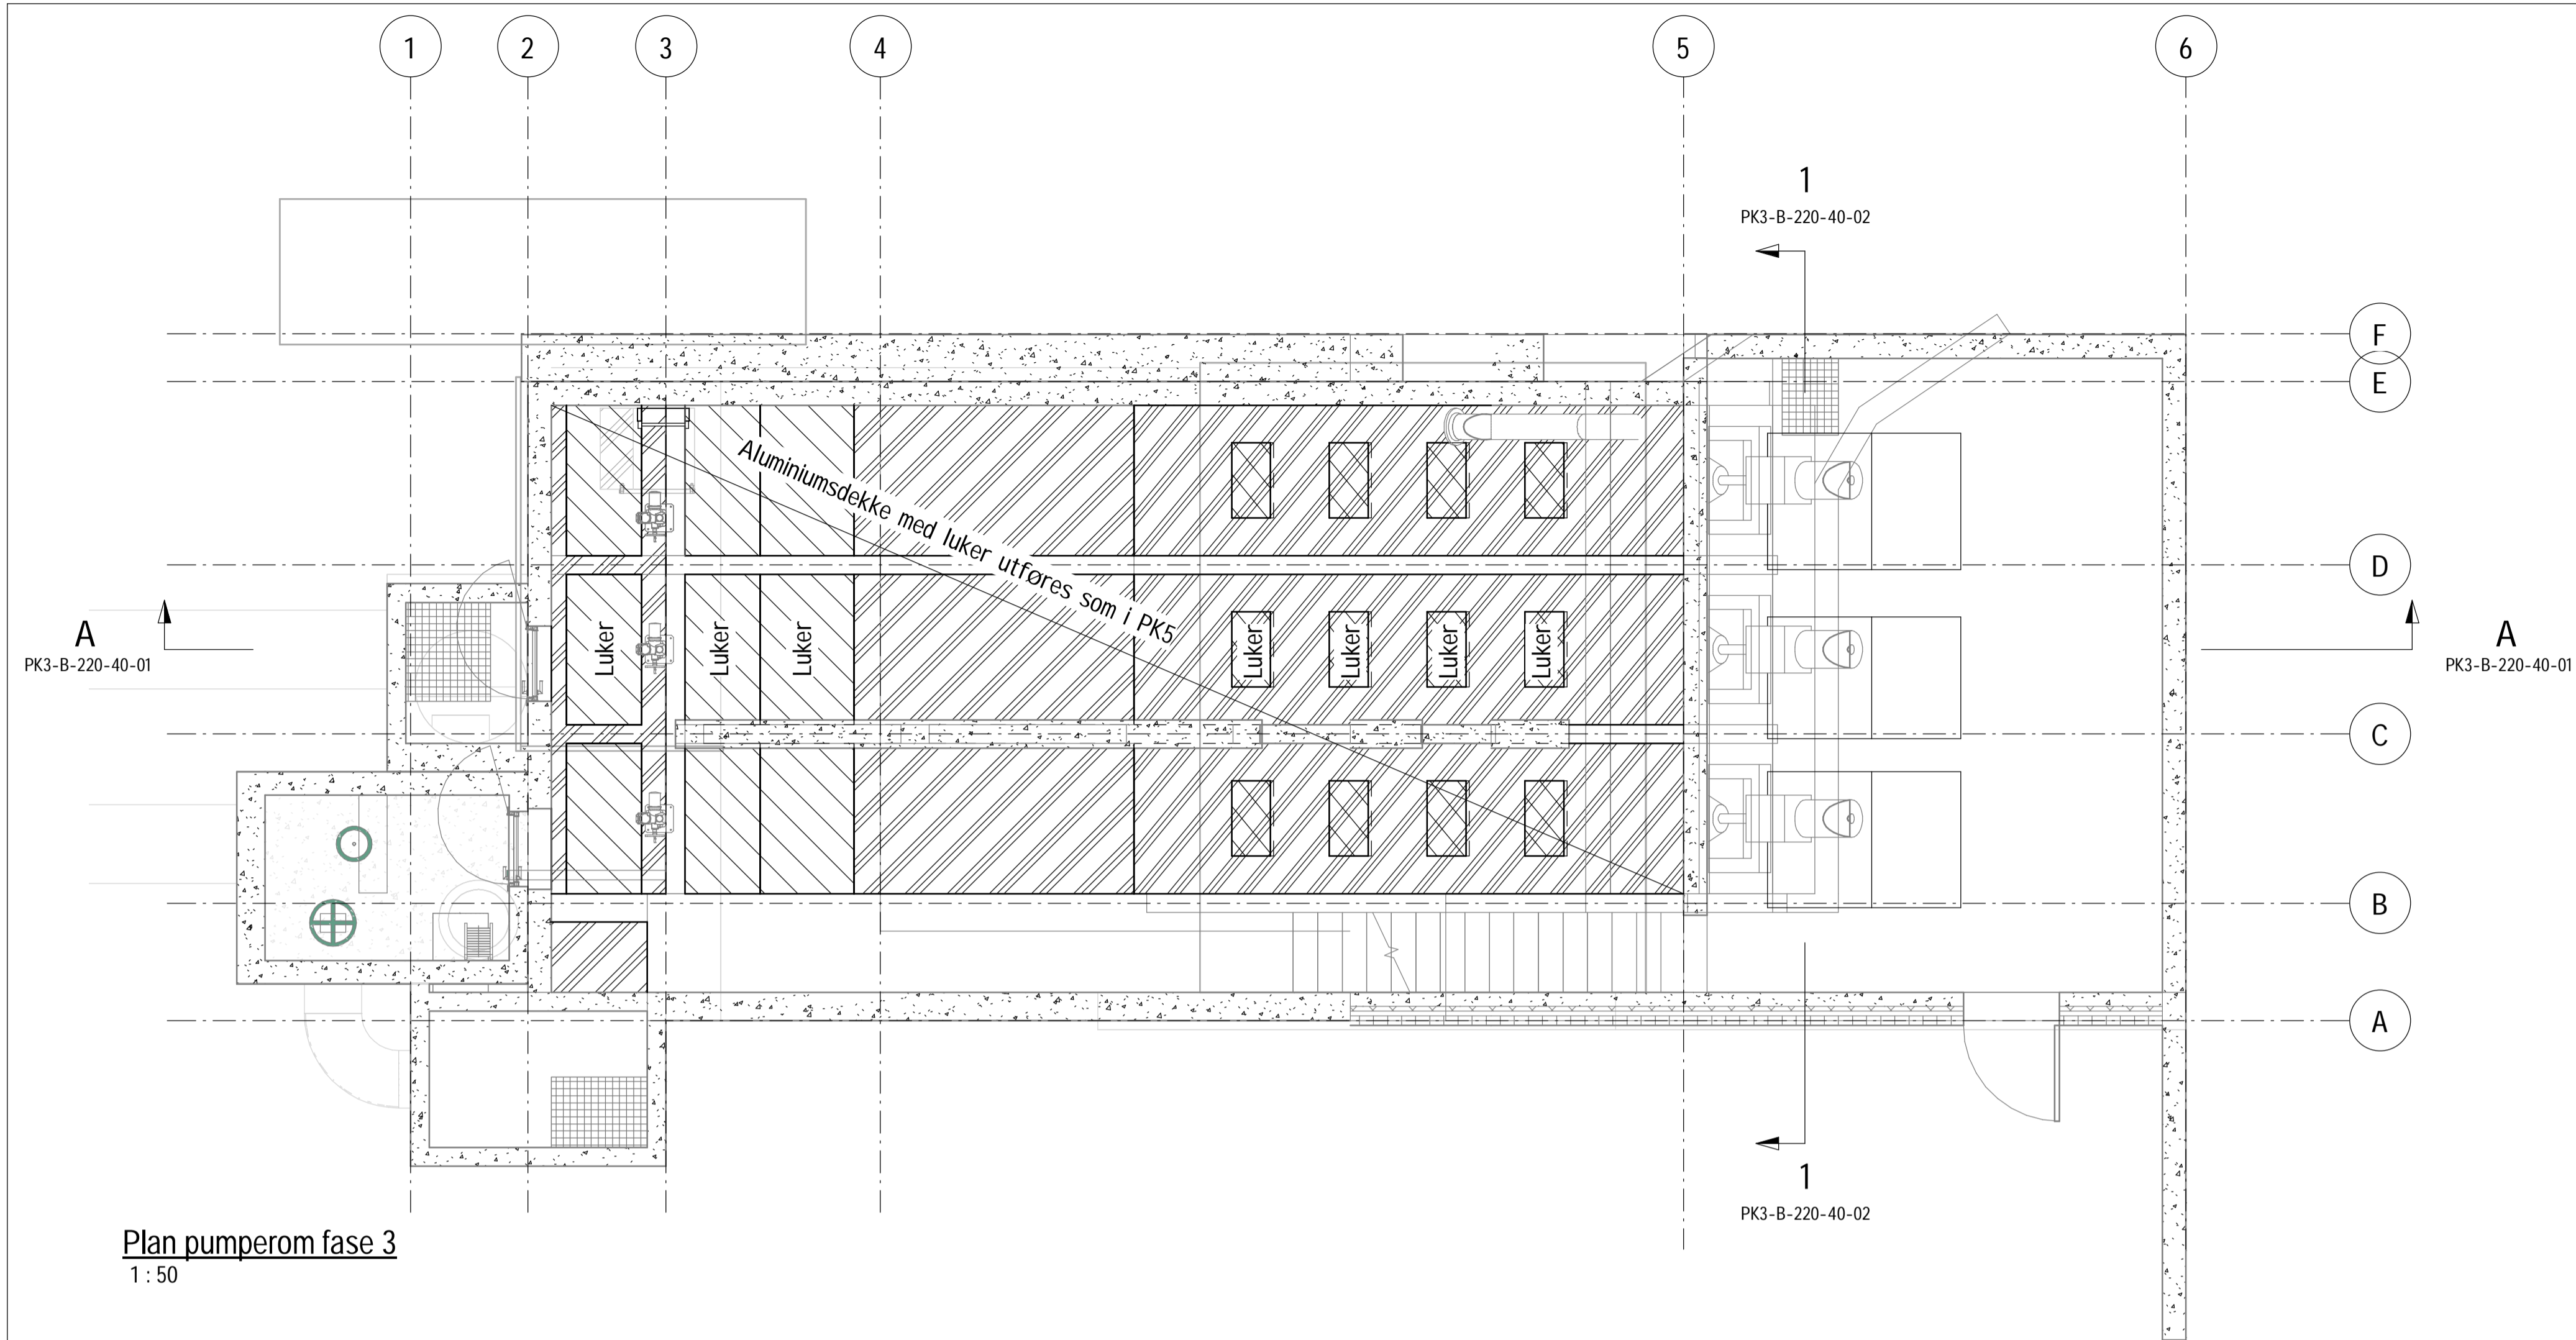 1 2 3 4 5 6
1
PK3-B-220-40-02
F
E
Aluminiumsdekke med luker utføres som i PK5
D
A
PK3-B-220-40-01
Luker Luker Luker Luker Luker Luker Luker
A
PK3-B-220-40-01
C
B
A
1
PK3-B-220-40-02
Plan pumperom fase 3
1 : 50